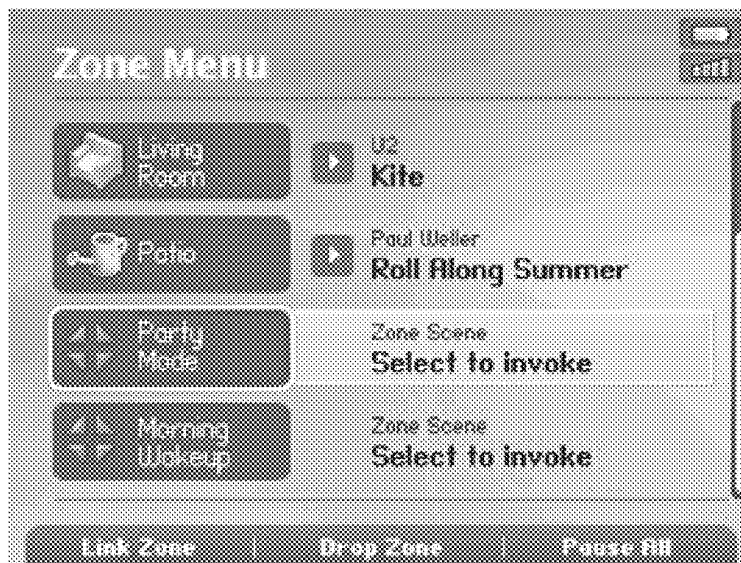 Zone Menu
Living
Room
U2
Kite
Patio
Paul Weller
Roll Along Summer
Party
Mode
Zone Scene
Select to invoke
Morning
Wakeup
Zone Scene
Select to invoke
Link Zone | Drop Zone | Pause All